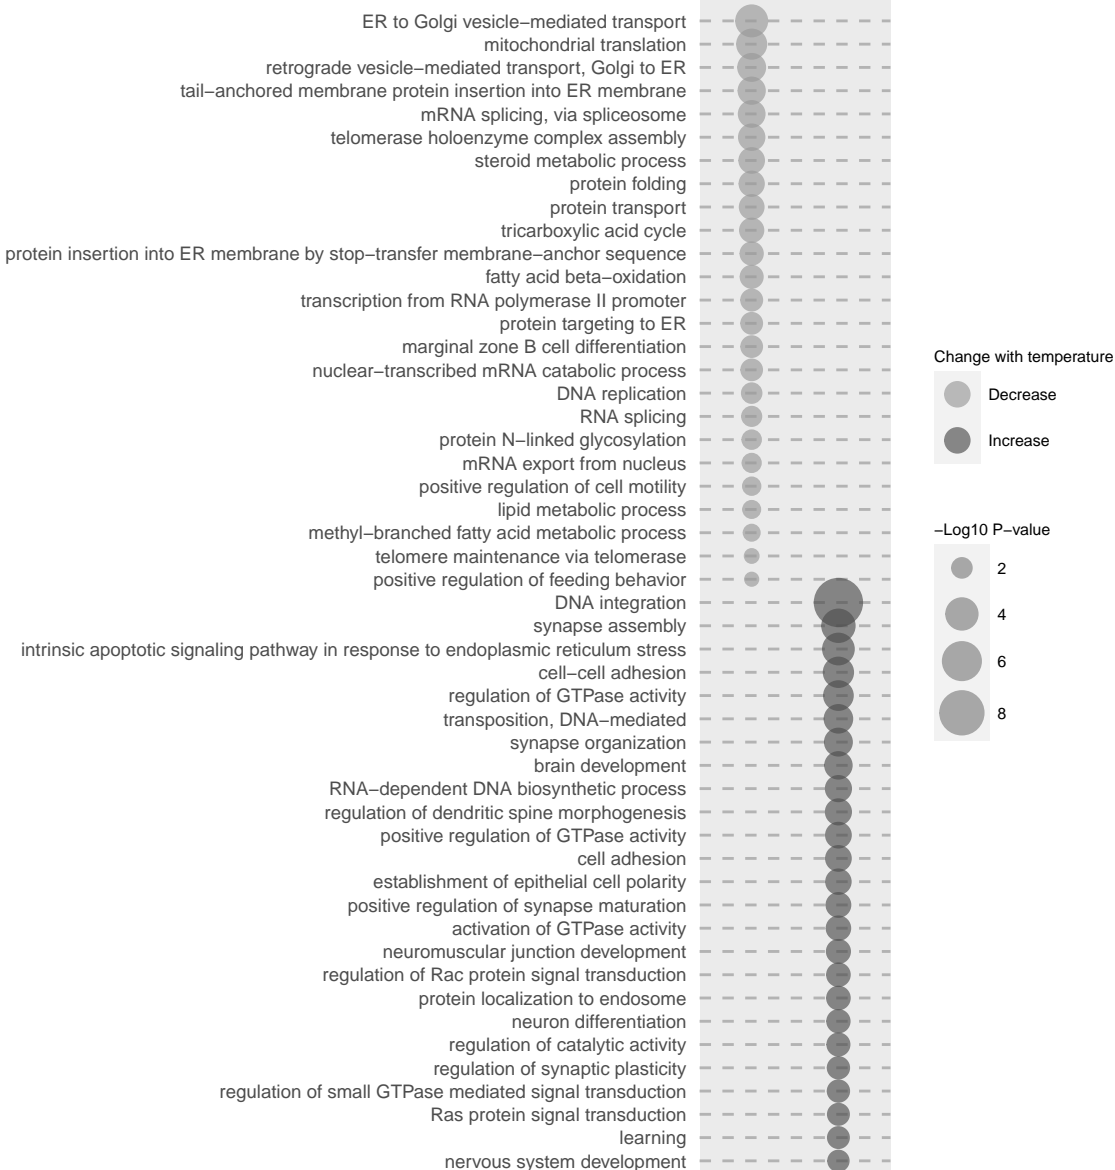 ER to Golgi vesicle−mediated transport
mitochondrial translation
retrograde vesicle−mediated transport, Golgi to ER
tail−anchored membrane protein insertion into ER membrane
mRNA splicing, via spliceosome
telomerase holoenzyme complex assembly
steroid metabolic process
protein folding
protein transport
tricarboxylic acid cycle
protein insertion into ER membrane by stop−transfer membrane−anchor sequence
fatty acid beta−oxidation
transcription from RNA polymerase II promoter
protein targeting to ER
marginal zone B cell differentiation
nuclear−transcribed mRNA catabolic process
DNA replication
RNA splicing
protein N−linked glycosylation
mRNA export from nucleus
positive regulation of cell motility
lipid metabolic process
methyl−branched fatty acid metabolic process
telomere maintenance via telomerase
positive regulation of feeding behavior
DNA integration
synapse assembly
intrinsic apoptotic signaling pathway in response to endoplasmic reticulum stress
cell−cell adhesion
regulation of GTPase activity
transposition, DNA−mediated
synapse organization
brain development
RNA−dependent DNA biosynthetic process
regulation of dendritic spine morphogenesis
positive regulation of GTPase activity
cell adhesion
establishment of epithelial cell polarity
positive regulation of synapse maturation
activation of GTPase activity
neuromuscular junction development
regulation of Rac protein signal transduction
protein localization to endosome
neuron differentiation
regulation of catalytic activity
regulation of synaptic plasticity
regulation of small GTPase mediated signal transduction
Ras protein signal transduction
learning
nervous system development
Change with temperature
Decrease
Increase
−Log10 P−value
2
4
6
8